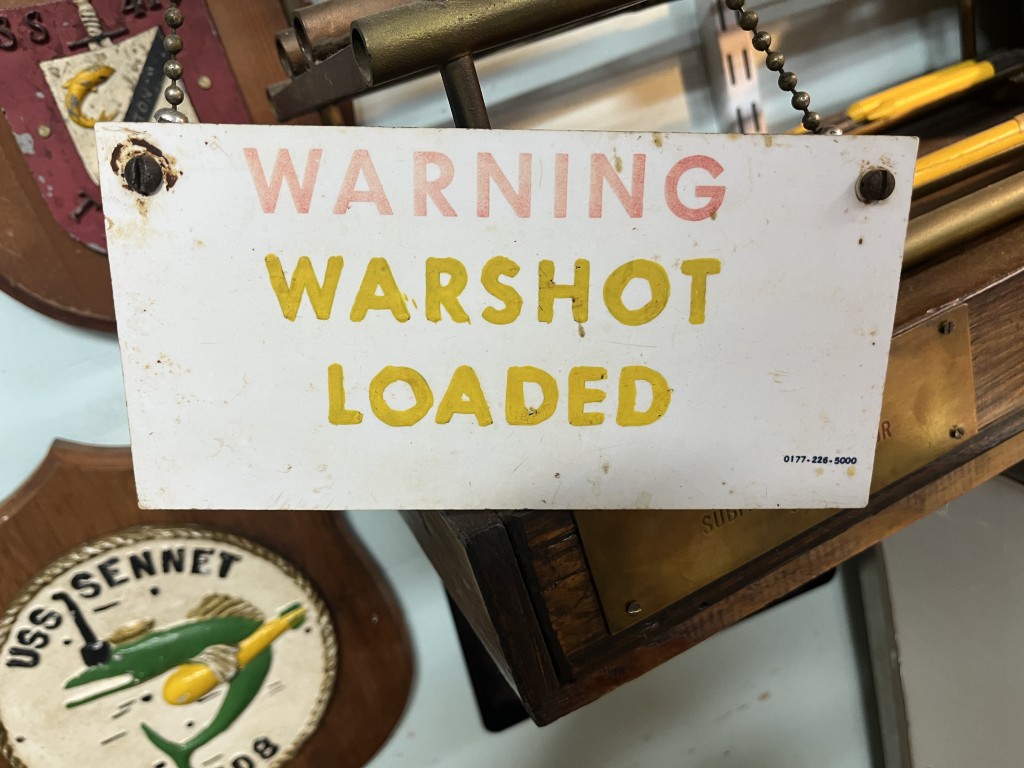 WARNING
WARSHOT
LOADED
0177-226-5000
USS SENNET